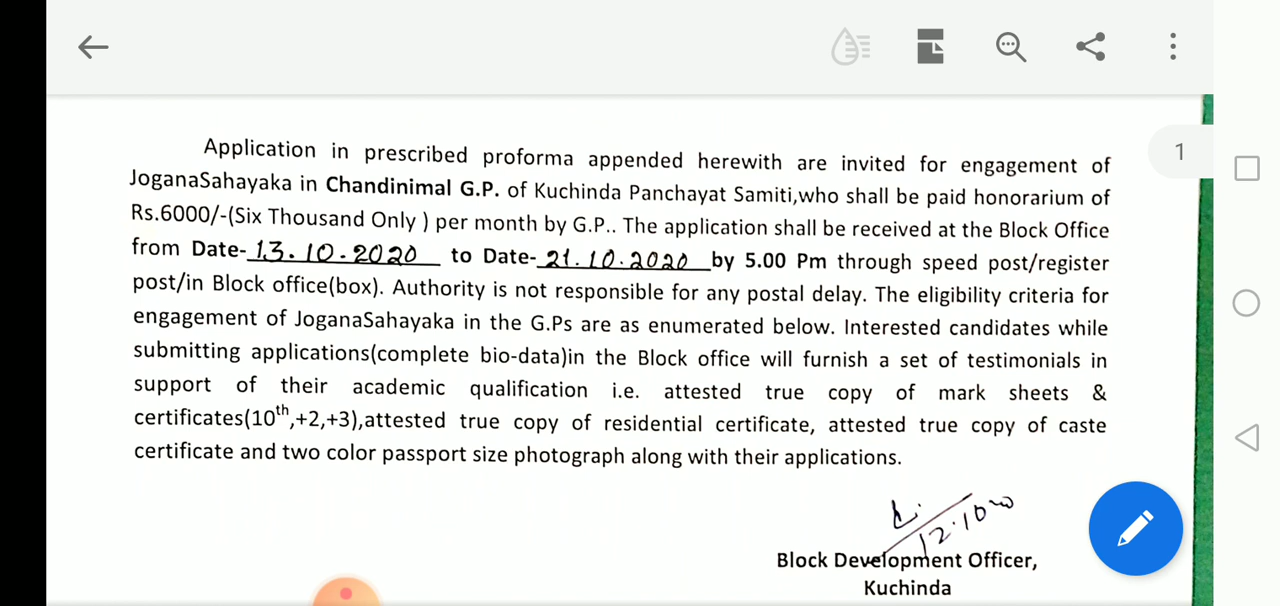 1
Application in prescribed proforma appended herewith are invited for engagement of
JoganaSahayaka in Chandinimal G.P. of Kuchinda Panchayat Samiti,who shall be paid honorarium of
Rs.6000/-(Six Thousand Only ) per month by G.P.. The application shall be received at the Block Office
from Date- 13.10.2020 to Date- 21.10.2020 by 5.00 Pm through speed post/register
post/in Block office(box). Authority is not responsible for any postal delay. The eligibility criteria for
engagement of JoganaSahayaka in the G.Ps are as enumerated below. Interested candidates while
submitting applications(complete bio-data)in the Block office will furnish a set of testimonials in
support of their academic qualification i.e. attested true copy of mark sheets &
certificates(10th,+2,+3),attested true copy of residential certificate, attested true copy of caste
certificate and two color passport size photograph along with their applications.
Block Development Officer,
Kuchinda